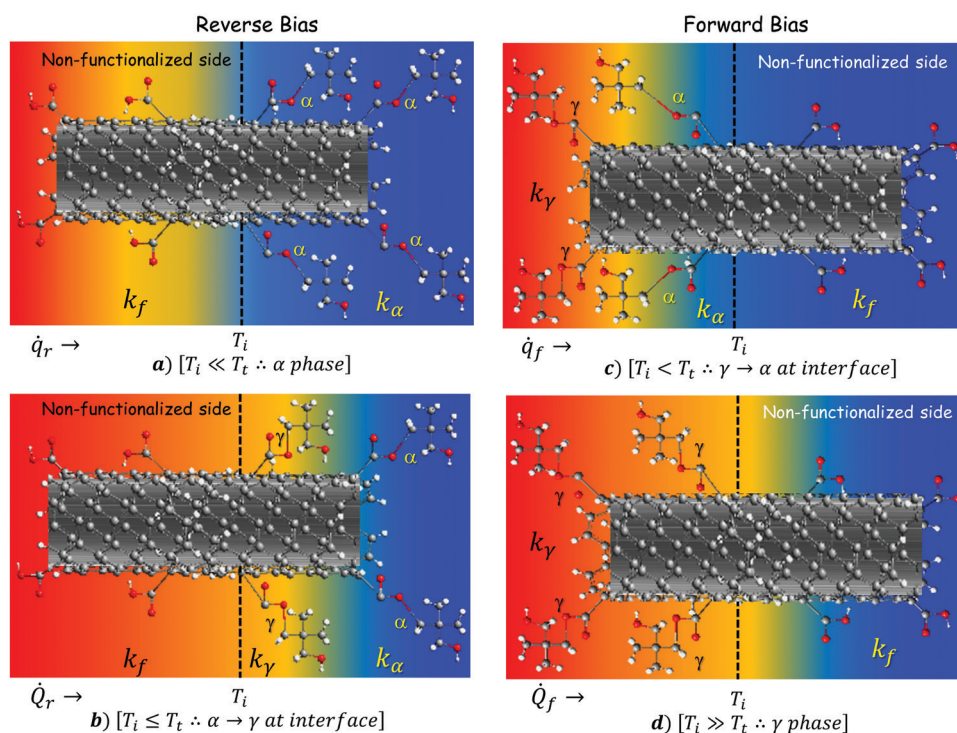 Reverse Bias
Non-functionalized side
α
α
α
α
k_f
k_α
q̇_r →
T_i
a) [T_i ≪ T_t ∴ α phase]
Forward Bias
Non-functionalized side
γ
α
k_γ
γ
α
k_α
k_f
q̇_f →
T_i
c) [T_i < T_t ∴ γ → α at interface]
Non-functionalized side
γ
α
γ
α
k_f
k_γ
k_α
Q̇_r →
T_i
b) [T_i ≤ T_t ∴ α → γ at interface]
Non-functionalized side
γ
γ
k_γ
γ
γ
k_f
Q̇_f →
T_i
d) [T_i ≫ T_t ∴ γ phase]